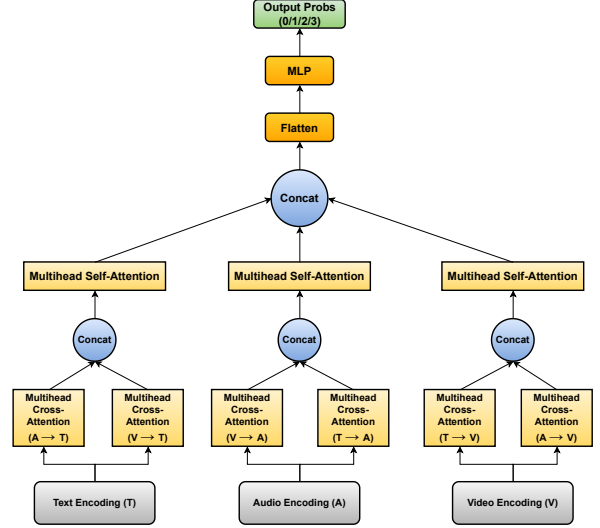 Output Probs
(0/1/2/3)
MLP
Flatten
Concat
Multihead Self-Attention
Multihead Self-Attention
Multihead Self-Attention
Concat
Concat
Concat
Multihead
Cross-
Attention
(A → T)
Multihead
Cross-
Attention
(V → T)
Multihead
Cross-
Attention
(V → A)
Multihead
Cross-
Attention
(T → A)
Multihead
Cross-
Attention
(T → V)
Multihead
Cross-
Attention
(A → V)
Text Encoding (T)
Audio Encoding (A)
Video Encoding (V)